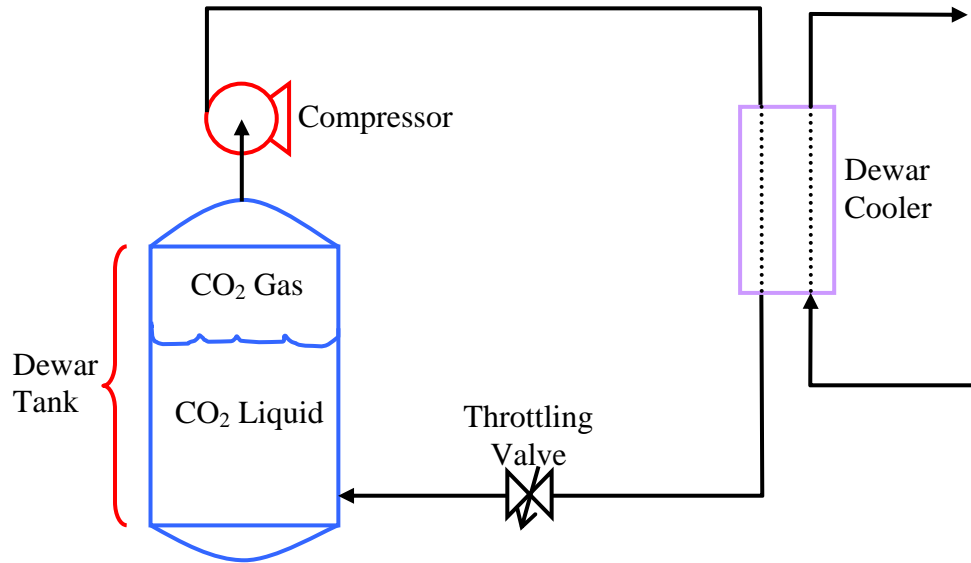 Compressor
Dewar
Cooler
CO₂ Gas
Dewar
Tank
CO₂ Liquid
Throttling
Valve